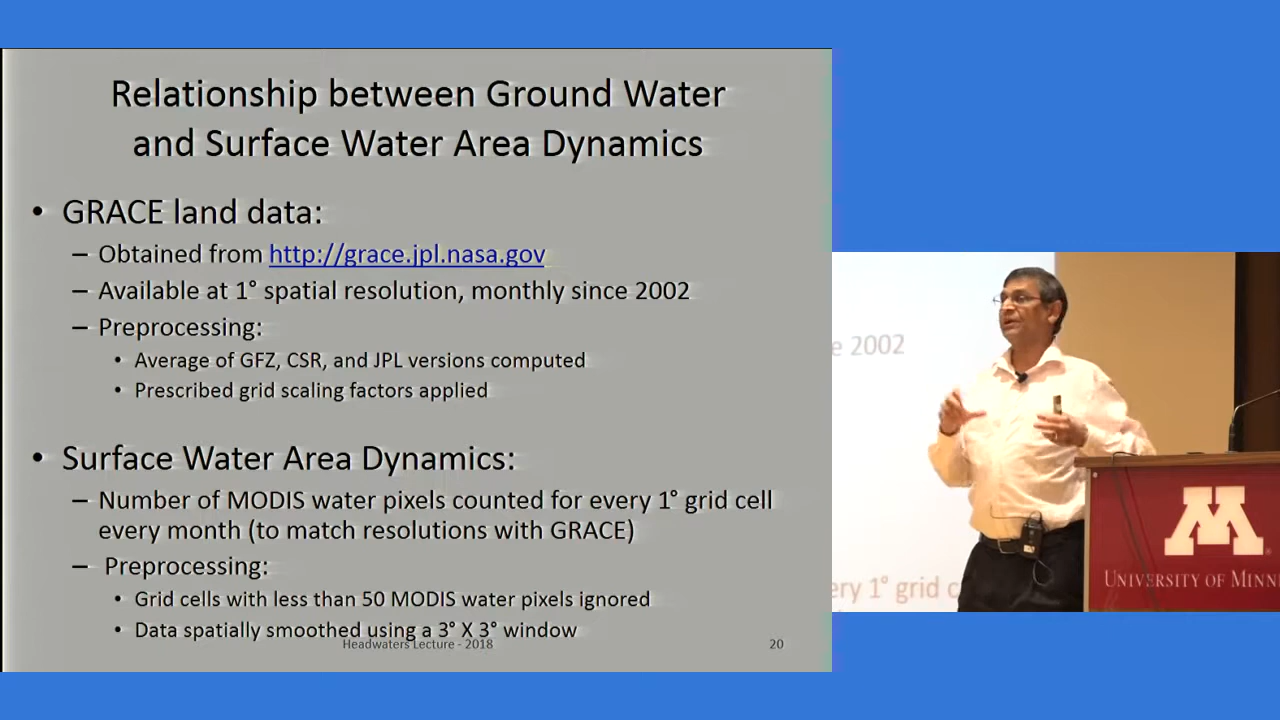 Relationship between Ground Water
and Surface Water Area Dynamics
• GRACE land data:
– Obtained from http://grace.jpl.nasa.gov
– Available at 1° spatial resolution, monthly since 2002
– Preprocessing:
• Average of GFZ, CSR, and JPL versions computed
• Prescribed grid scaling factors applied
• Surface Water Area Dynamics:
– Number of MODIS water pixels counted for every 1° grid cell
every month (to match resolutions with GRACE)
– Preprocessing:
• Grid cells with less than 50 MODIS water pixels ignored
• Data spatially smoothed using a 3° X 3° window
Headwaters Lecture - 2018
20
e 2002
ery 1° grid c
M
UNIVERSITY OF MINN